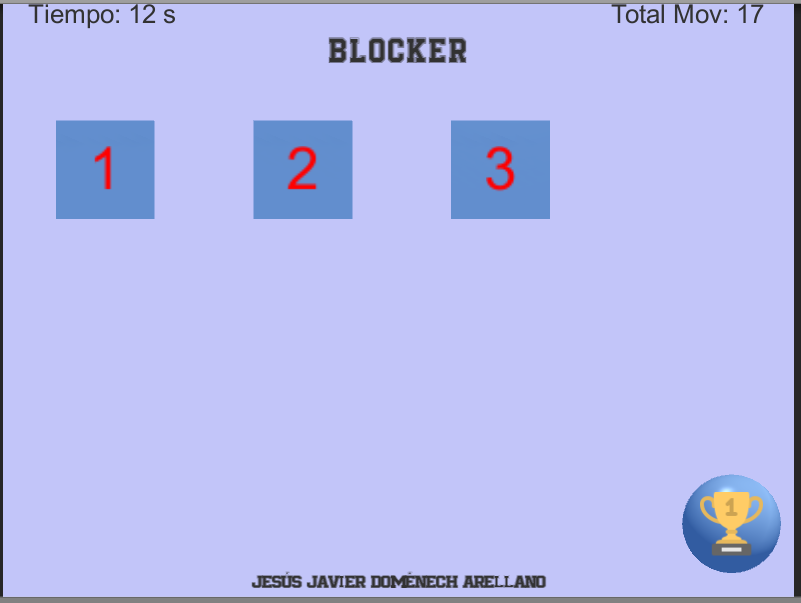 Tiempo: 12 s Total Mov: 17
BLOCKER
1 2 3
1
JESÚS JAVIER DOMÉNECH ARELLANO